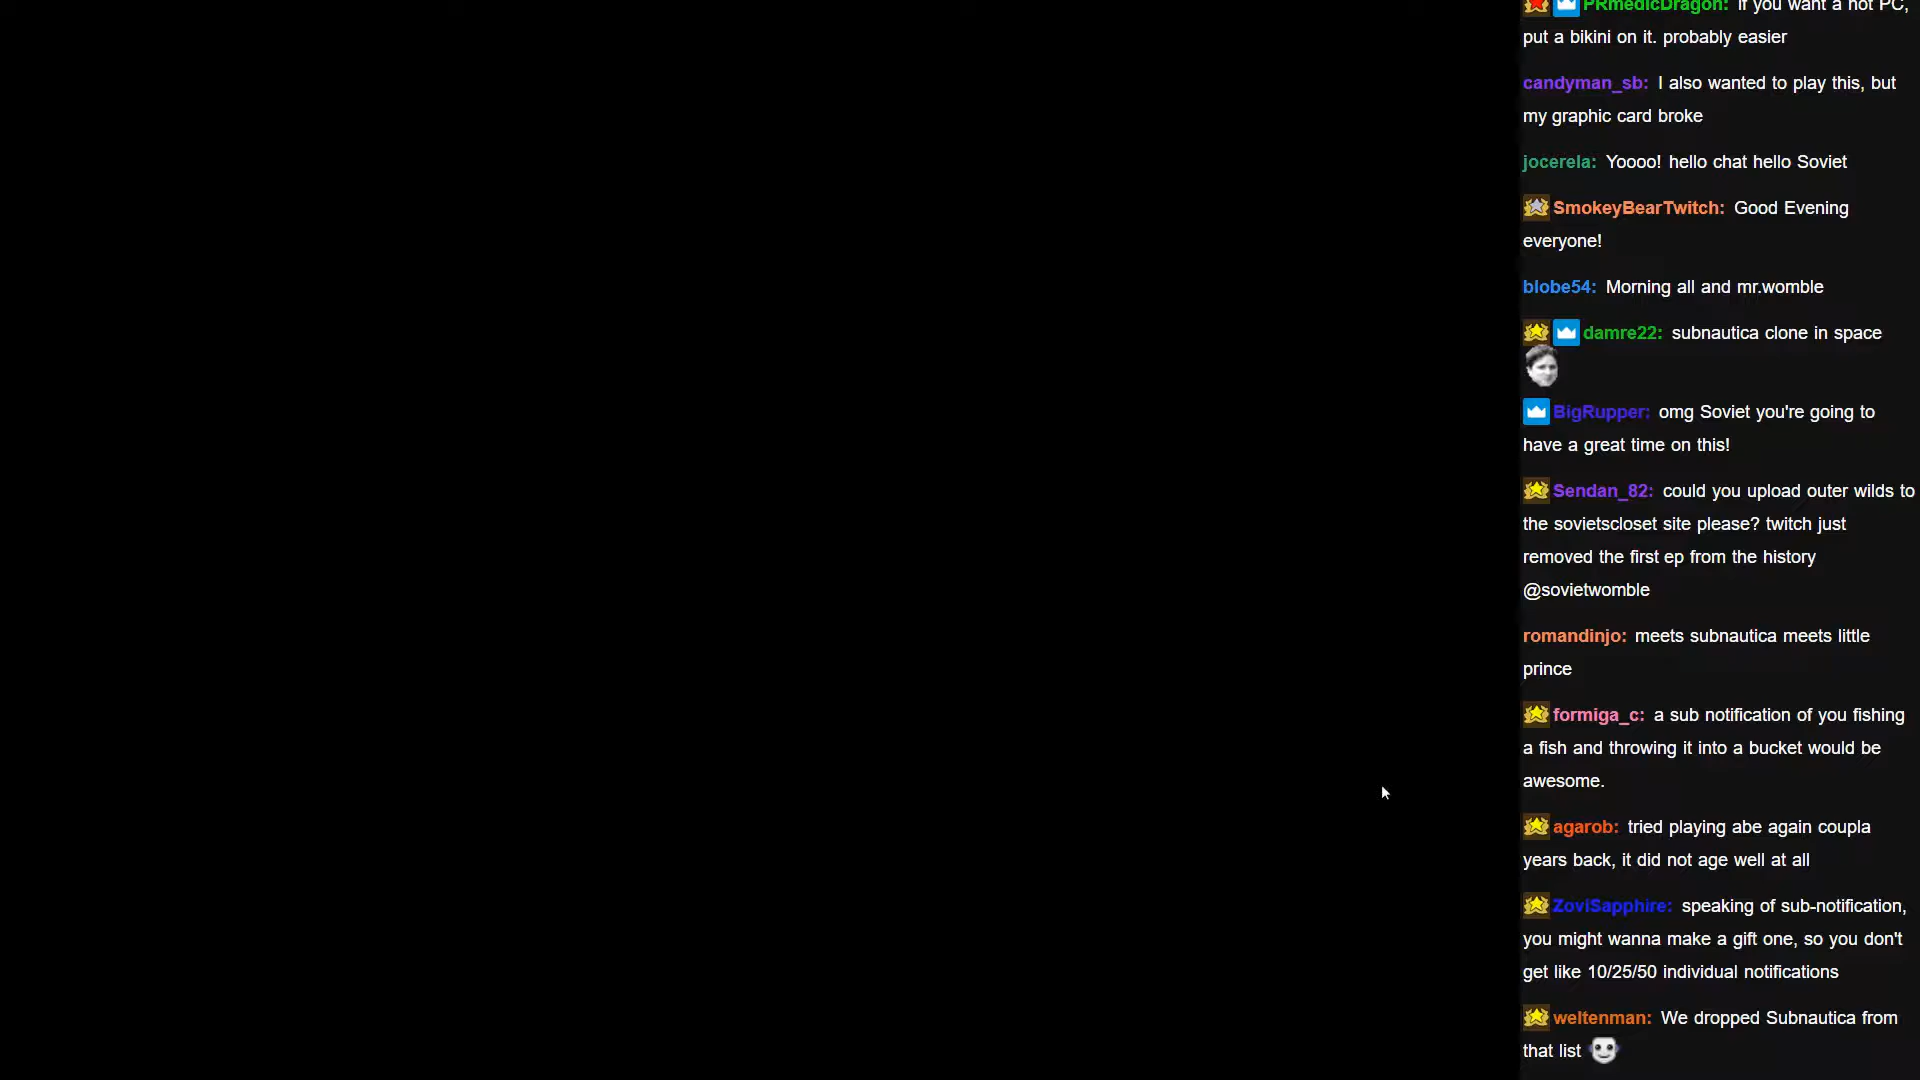 PRmedicDragon: If you want a hot PC,
put a bikini on it. probably easier
candyman_sb: I also wanted to play this, but
my graphic card broke
jocerela: Yoooo! hello chat hello Soviet
SmokeyBearTwitch: Good Evening
everyone!
blobe54: Morning all and mr.womble
damre22: subnautica clone in space
BigRupper: omg Soviet you're going to
have a great time on this!
Sendan_82: could you upload outer wilds to
the sovietscloset site please? twitch just
removed the first ep from the history
@sovietwomble
romandinjo: meets subnautica meets little
prince
formiga_c: a sub notification of you fishing
a fish and throwing it into a bucket would be
awesome.
agarob: tried playing abe again coupla
years back, it did not age well at all
ZoviSapphire: speaking of sub-notification,
you might wanna make a gift one, so you don't
get like 10/25/50 individual notifications
weltenman: We dropped Subnautica from
that list